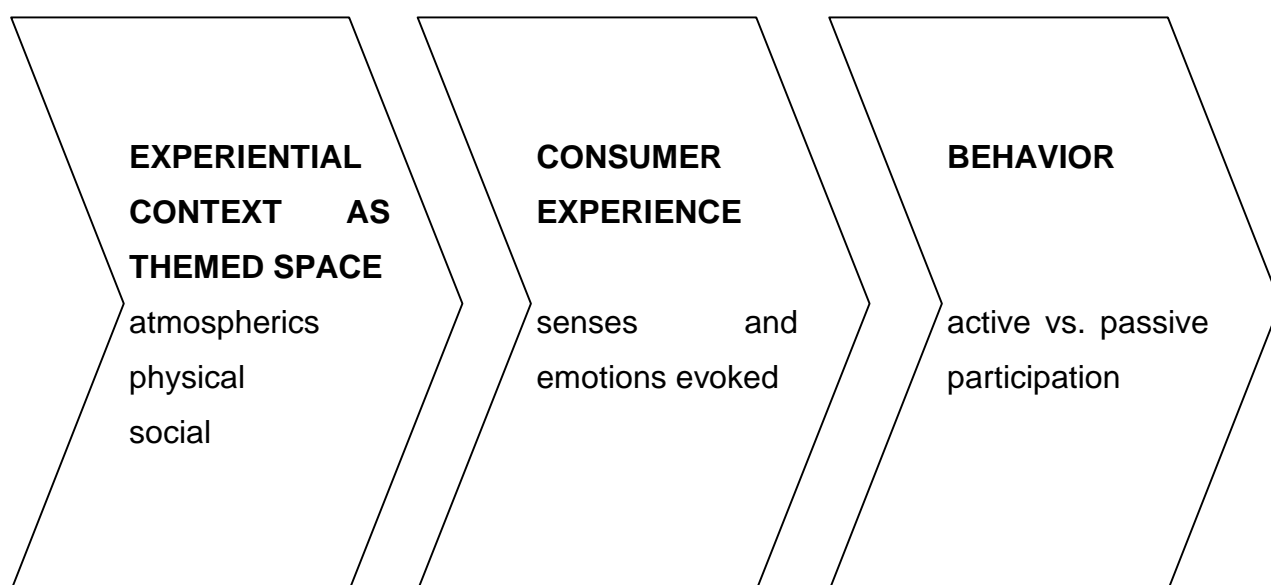 EXPERIENTIAL
CONTEXT AS
THEMED SPACE
atmospherics
physical
social
CONSUMER
EXPERIENCE
senses and
emotions evoked
BEHAVIOR
active vs. passive
participation